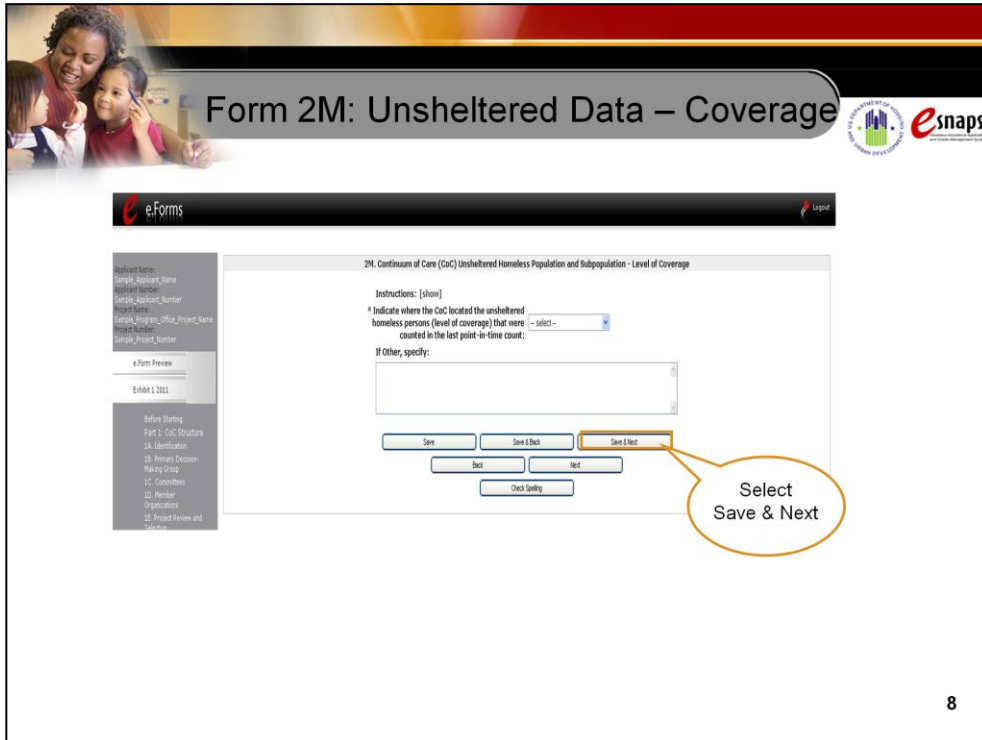 Form 2M: Unsheltered Data – Coverage
esnaps
e.Forms
Logout
Applicant Name:
Sample_Applicant_Name
Applicant Number:
Sample_Applicant_Number
Project Name:
Sample_Program_Office_Project_Name
Project Number:
Sample_Project_Number
e.Form Preview
Exhibit 1 2011
Before Starting
Part 1: CoC Structure
1A. Identification
1B. Primary Decision-
Making Group
1C. Committees
1D. Member
Organizations
1E. Project Review and
Selection
2M. Continuum of Care (CoC) Unsheltered Homeless Population and Subpopulation - Level of Coverage
Instructions: [show]
* Indicate where the CoC located the unsheltered
homeless persons (level of coverage) that were
counted in the last point-in-time count:
-- select --
If Other, specify:
Save
Save & Back
Save & Next
Back
Next
Check Spelling
Select
Save & Next
8